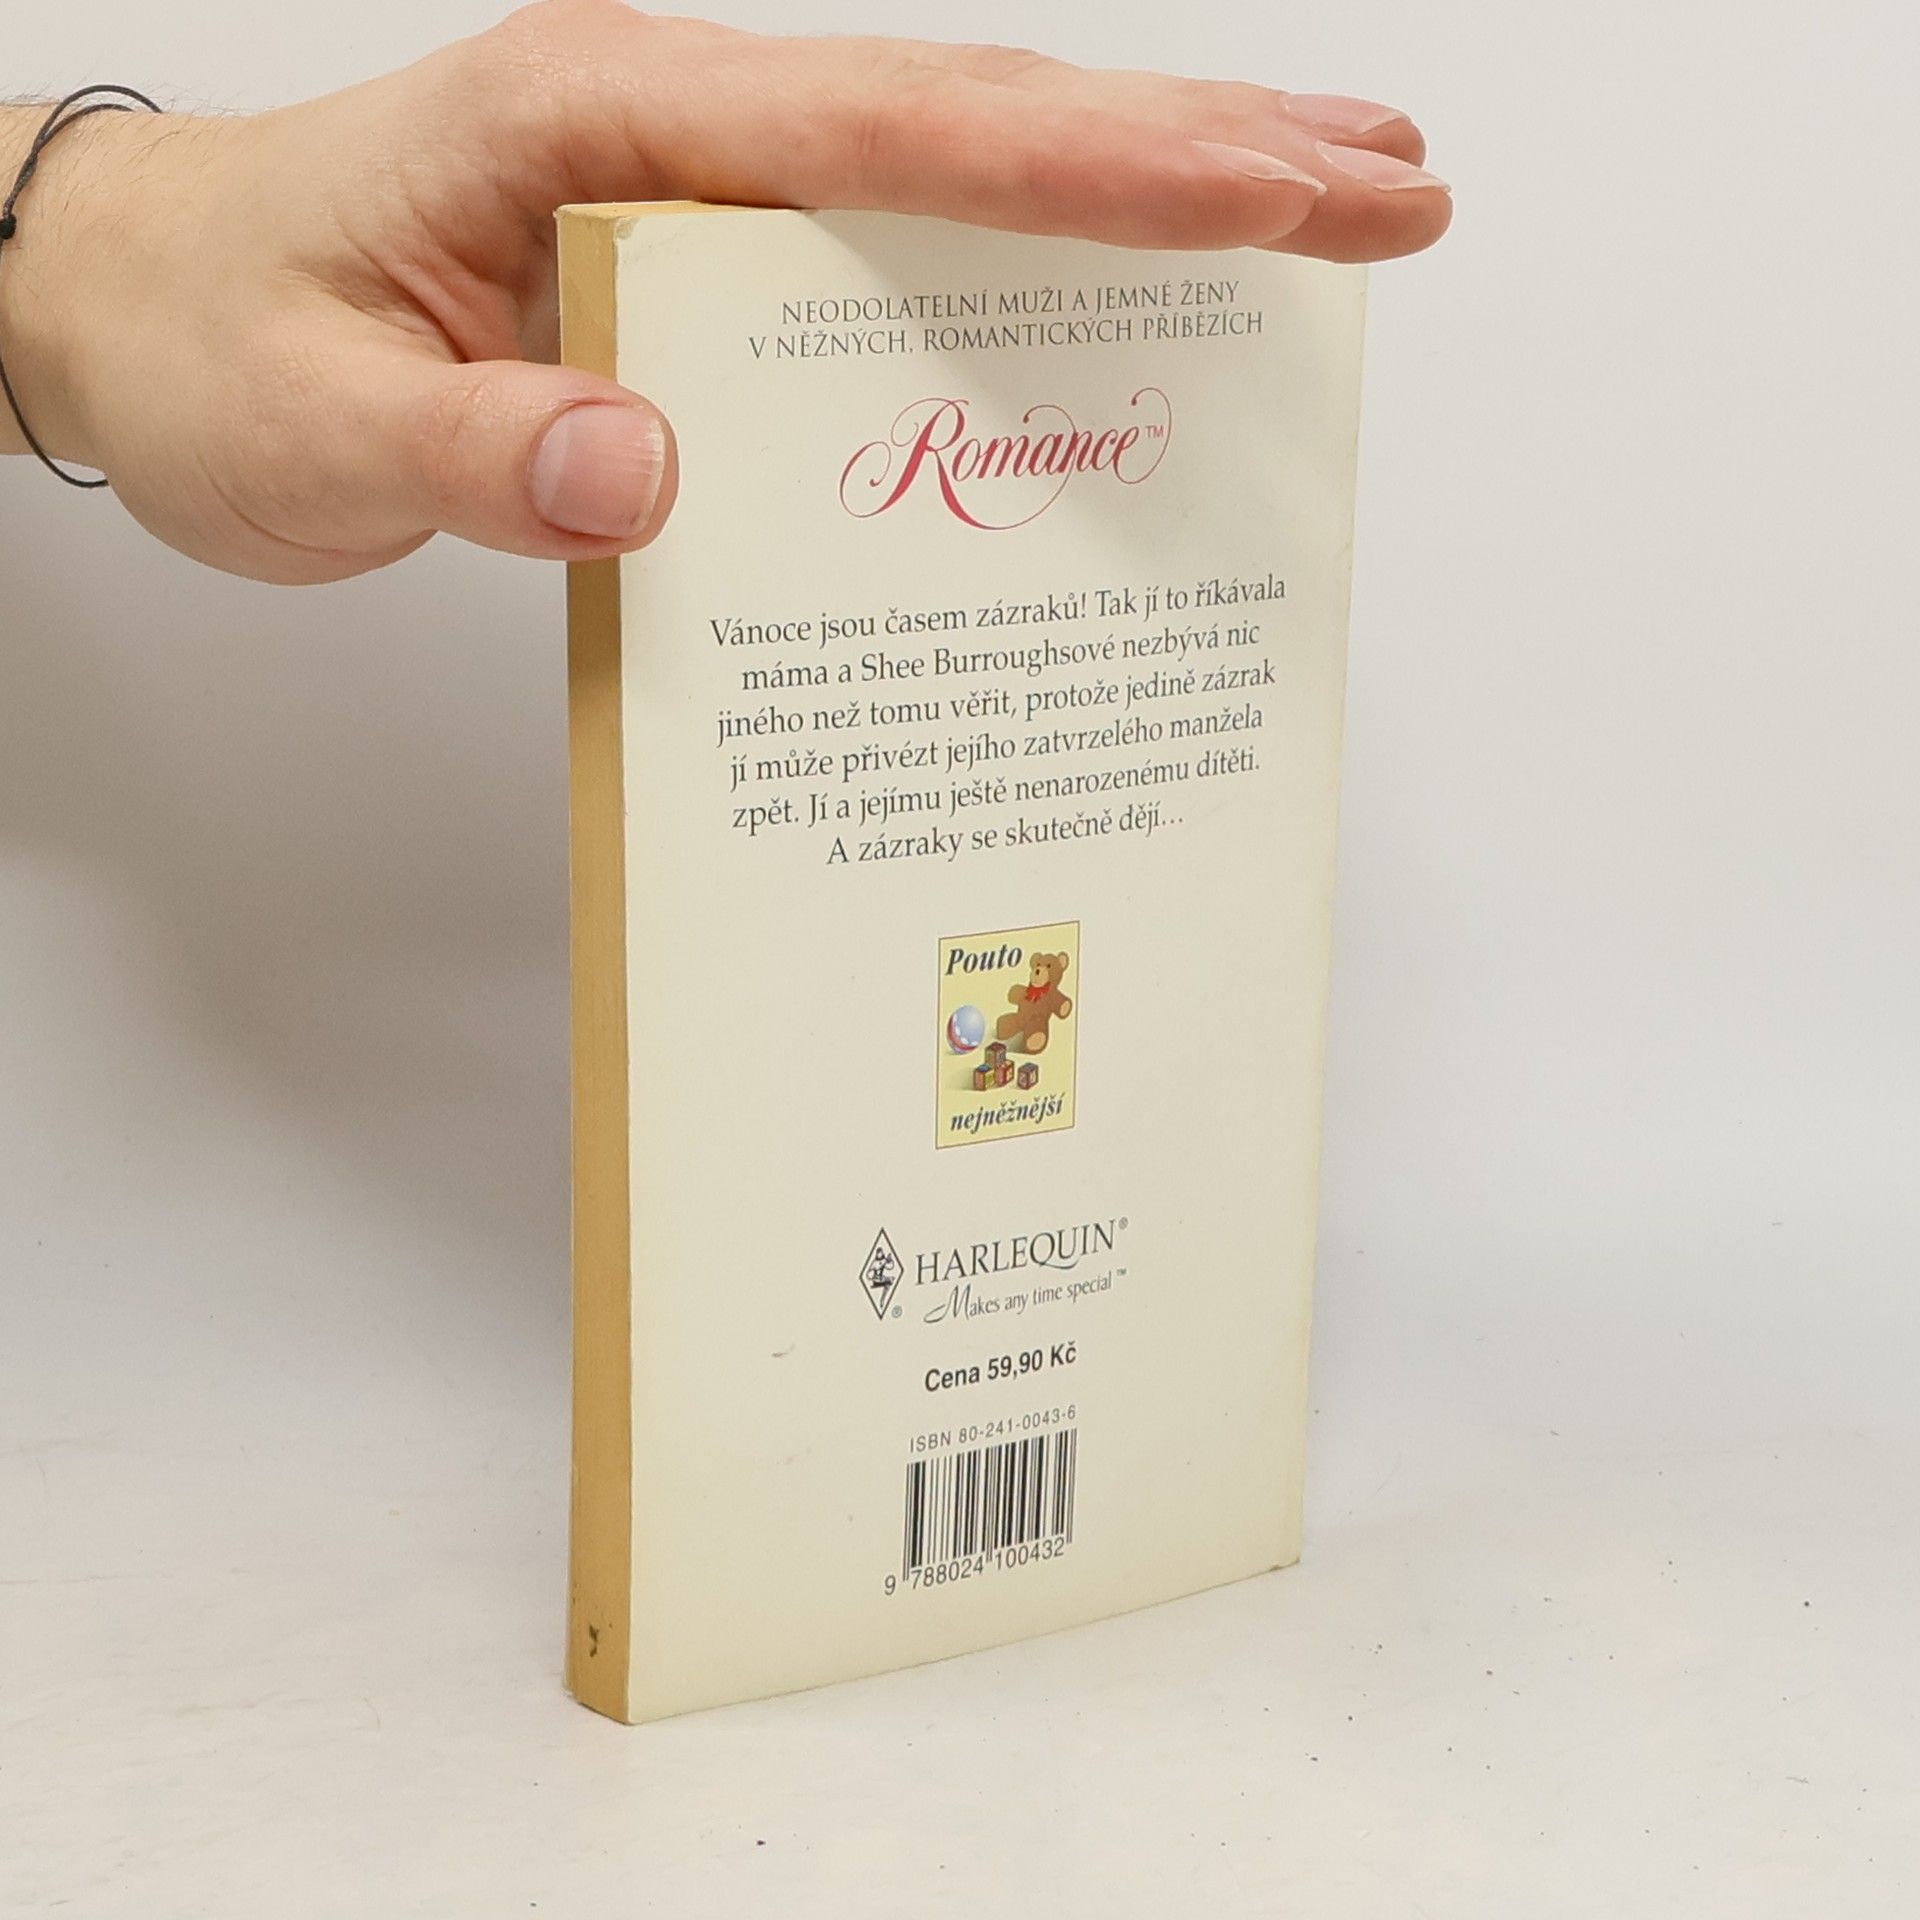 NEODOLATELNÍ MUŽI A JEMNÉ ŽENY
V NĚŽNÝCH, ROMANTICKÝCH PŘÍBĚZÍCH
Romance™
Vánoce jsou časem zázraků! Tak jí to říkávala
máma a Shee Burroughsové nezbývá nic
jiného než tomu věřit, protože jedině zázrak
jí může přivézt jejího zatvrzelého manžela
zpět. Jí a jejímu ještě nenarozenému dítěti.
A zázraky se skutečně dějí...
Pouto
nejněžnější
HARLEQUIN®
®
Makes any time special™
Cena 59,90 Kč
ISBN 80-241-0043-6
9 788024 100432